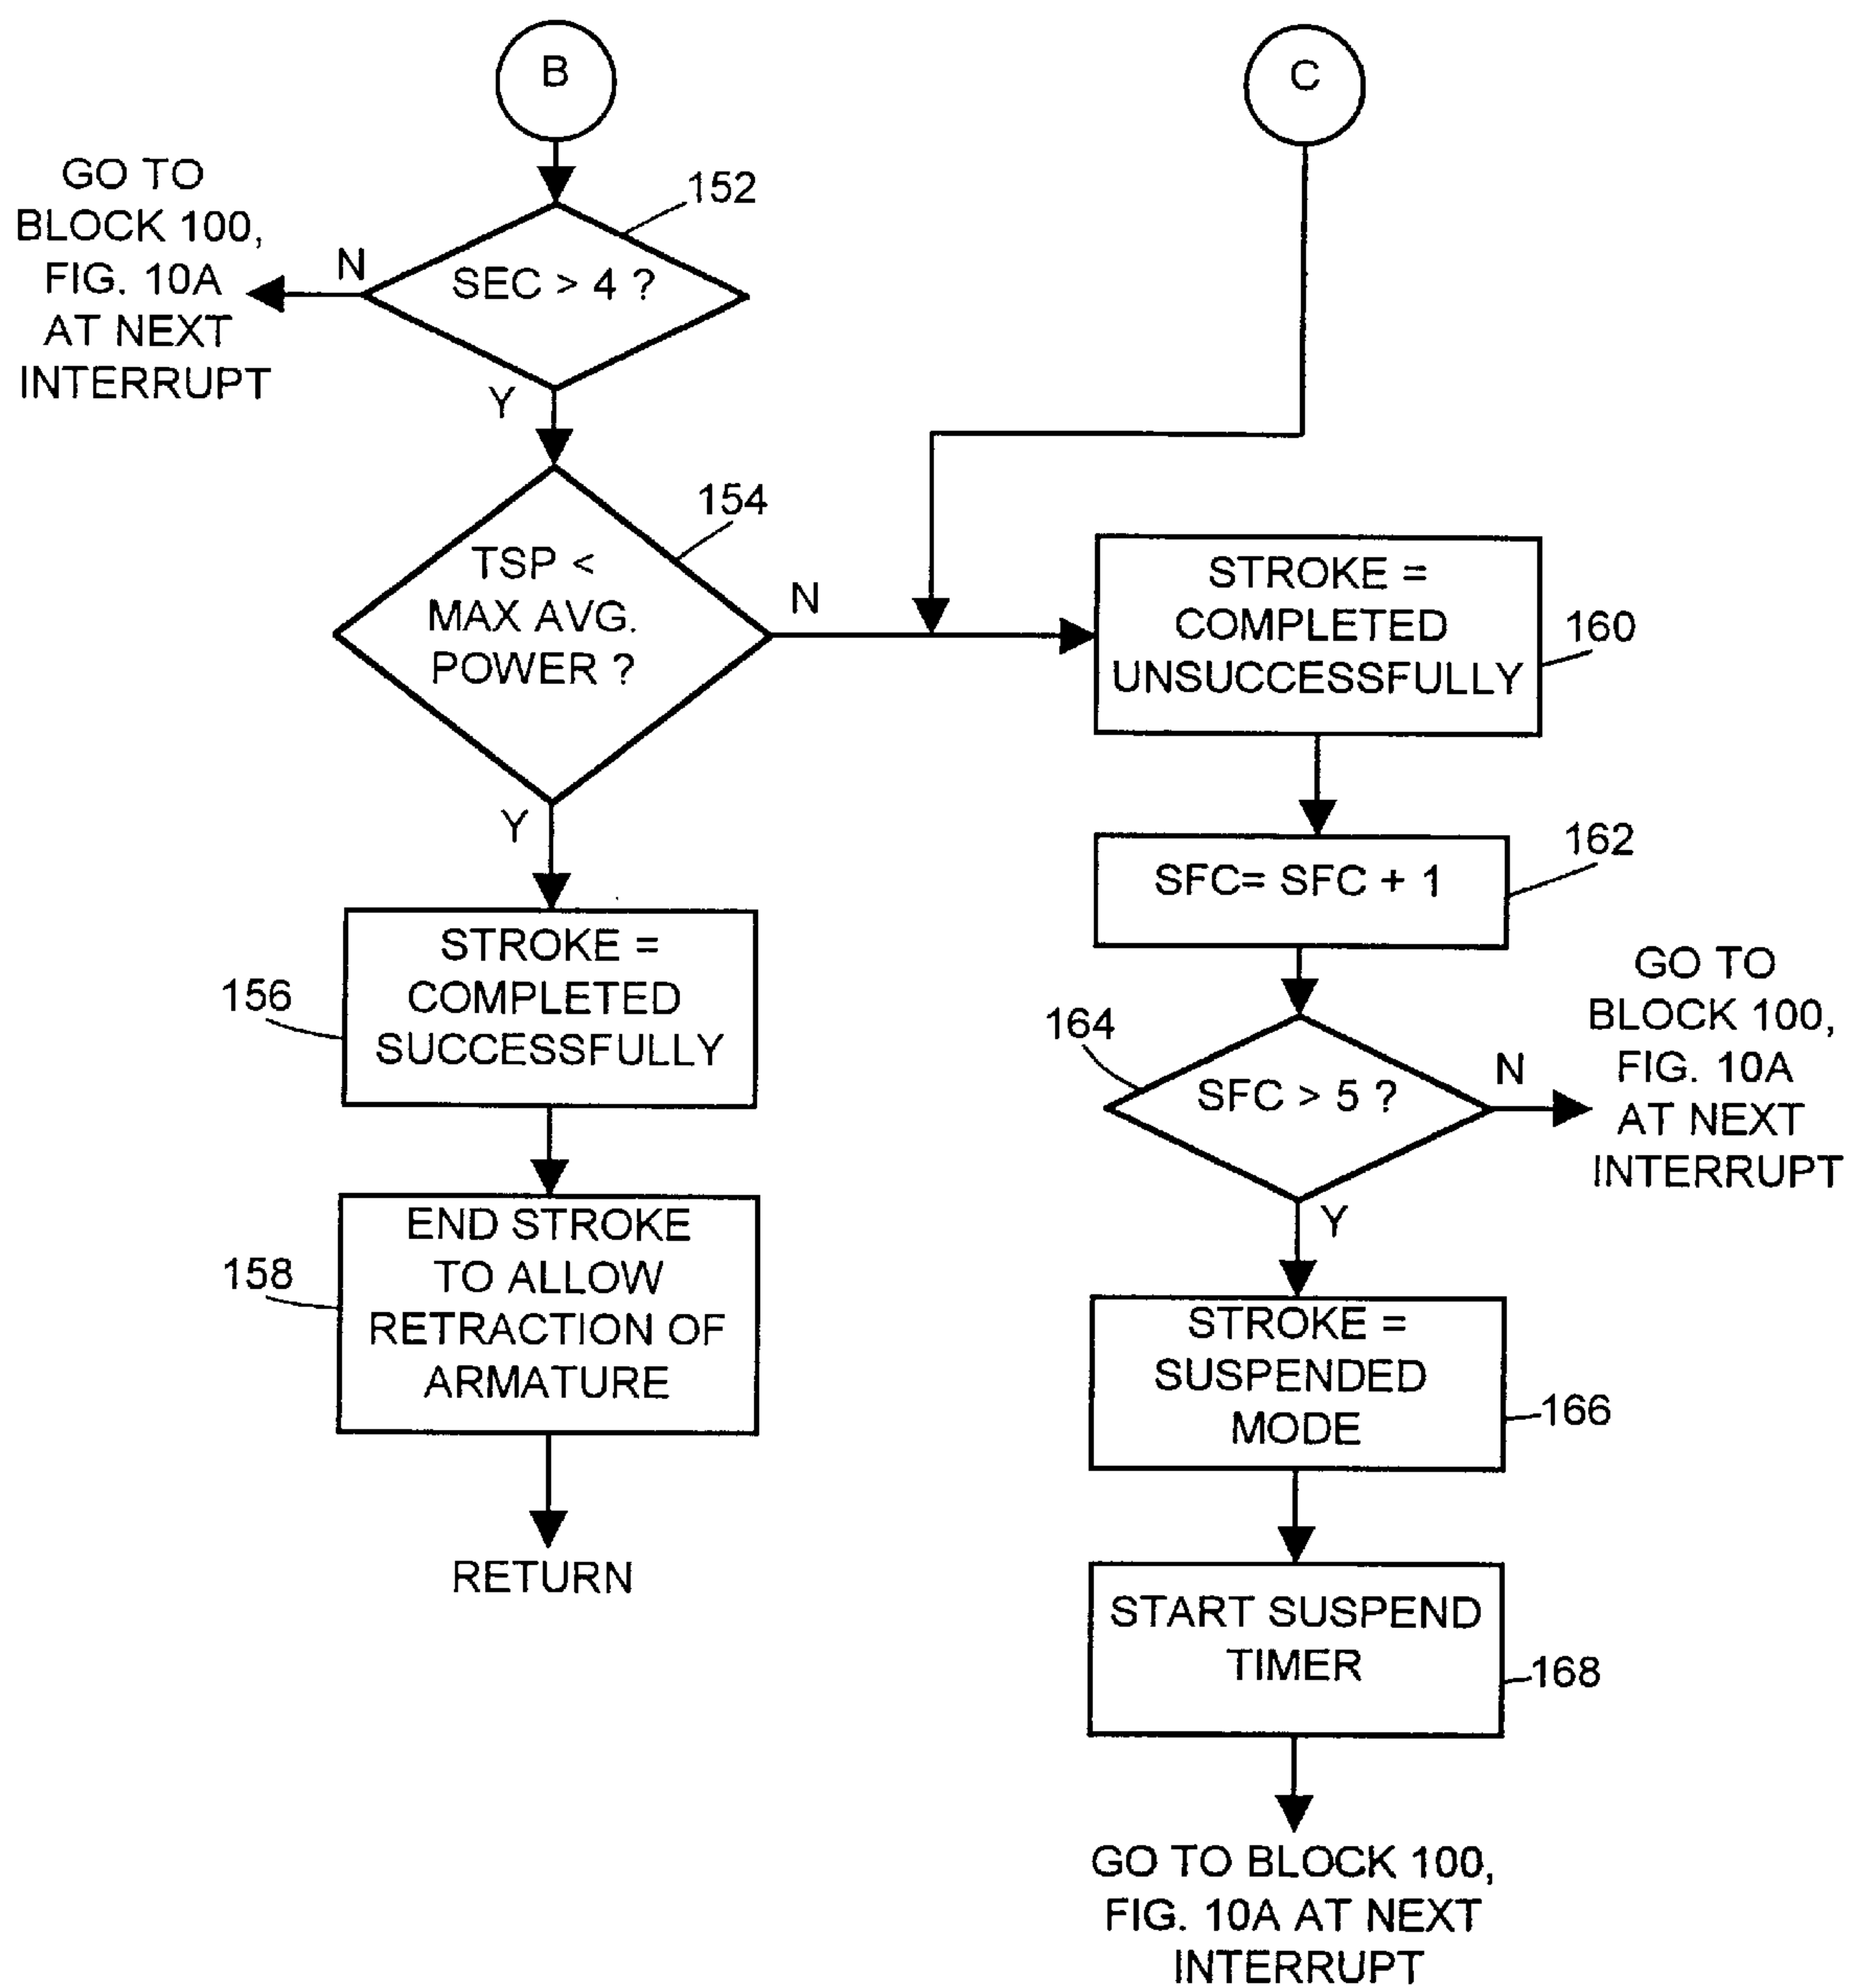 B
C
GO TO
BLOCK 100,
FIG. 10A
AT NEXT
INTERRUPT
N
152
SEC > 4 ?
Y
154
TSP <
MAX AVG.
POWER ?
N
Y
STROKE =
COMPLETED
UNSUCCESSFULLY
160
SFC= SFC + 1
162
156
STROKE =
COMPLETED
SUCCESSFULLY
164
SFC > 5 ?
N
GO TO
BLOCK 100,
FIG. 10A
AT NEXT
INTERRUPT
Y
158
END STROKE
TO ALLOW
RETRACTION OF
ARMATURE
RETURN
STROKE =
SUSPENDED
MODE
166
START SUSPEND
TIMER
168
GO TO BLOCK 100,
FIG. 10A AT NEXT
INTERRUPT